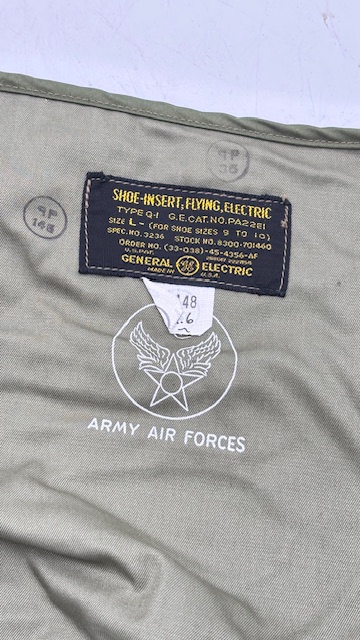 SHOE-INSERT, FLYING, ELECTRIC
TYPE Q-1 G.E. CAT. NO. PA22E1
SIZE L - (FOR SHOE SIZES 9 TO 10)
SPEC. NO. 3236 STOCK NO. 8300-701460
ORDER NO. (33-038)-45-4356-AF
U.S. PAT.
GENERAL GE ELECTRIC
MADE IN U.S.A.
148
ARMY AIR FORCES